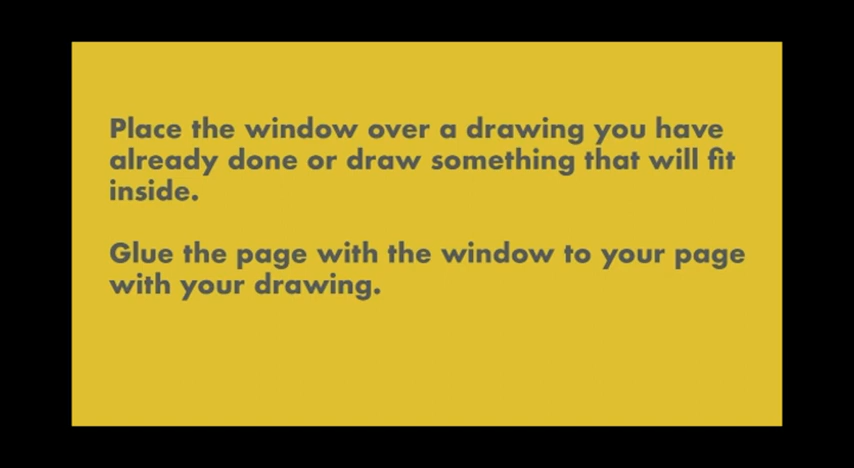 Place the window over a drawing you have
already done or draw something that will fit
inside.
Glue the page with the window to your page
with your drawing.